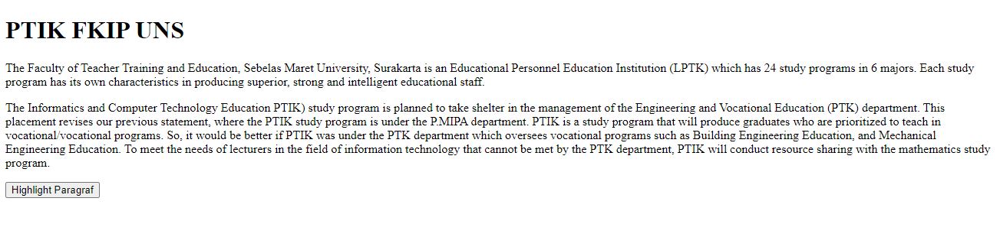 PTIK FKIP UNS
The Faculty of Teacher Training and Education, Sebelas Maret University, Surakarta is an Educational Personnel Education Institution (LPTK) which has 24 study programs in 6 majors. Each study
program has its own characteristics in producing superior, strong and intelligent educational staff.
The Informatics and Computer Technology Education PTIK) study program is planned to take shelter in the management of the Engineering and Vocational Education (PTK) department. This
placement revises our previous statement, where the PTIK study program is under the P.MIPA department. PTIK is a study program that will produce graduates who are prioritized to teach in
vocational/vocational programs. So, it would be better if PTIK was under the PTK department which oversees vocational programs such as Building Engineering Education, and Mechanical
Engineering Education. To meet the needs of lecturers in the field of information technology that cannot be met by the PTK department, PTIK will conduct resource sharing with the mathematics study
program.
Highlight Paragraf